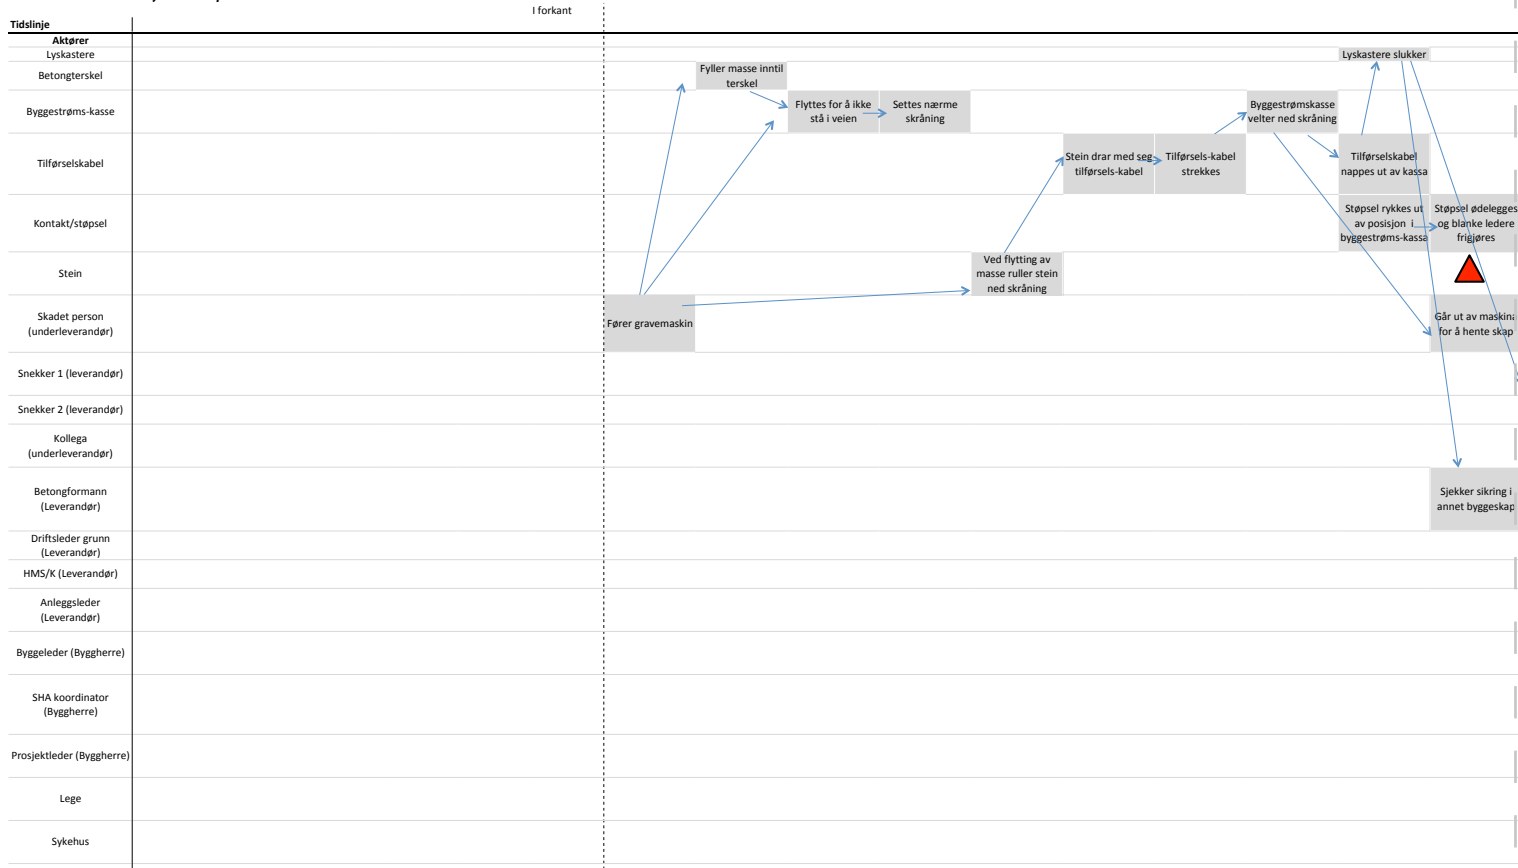 I forkant
Tidslinje
Aktører
Lyskastere
Lyskastere slukker
Betongterskel
Fyller masse inntil
terskel
Byggestrøms-kasse
Flyttes for å ikke
stå i veien
Settes nærme
skråning
Byggestrømskasse
velter ned skråning
Tilførselskabel
Stein drar med seg
tilførsels-kabel
Tilførsels-kabel
strekkes
Tilførselskabel
nappes ut av kassa
Kontakt/støpsel
Støpsel rykkes ut
av posisjon i
byggestrøms-kassa
Støpsel ødelegges
og blanke ledere
frigjøres
Stein
Ved flytting av
masse ruller stein
ned skråning
Skadet person
(underleverandør)
Fører gravemaskin
Går ut av maskina
for å hente skap
Snekker 1 (leverandør)
Snekker 2 (leverandør)
Kollega
(underleverandør)
Betongformann
(Leverandør)
Sjekker sikring i
annet byggeskap
Driftsleder grunn
(Leverandør)
HMS/K (Leverandør)
Anleggsleder
(Leverandør)
Byggeleder (Byggherre)
SHA koordinator
(Byggherre)
Prosjektleder (Byggherre)
Lege
Sykehus